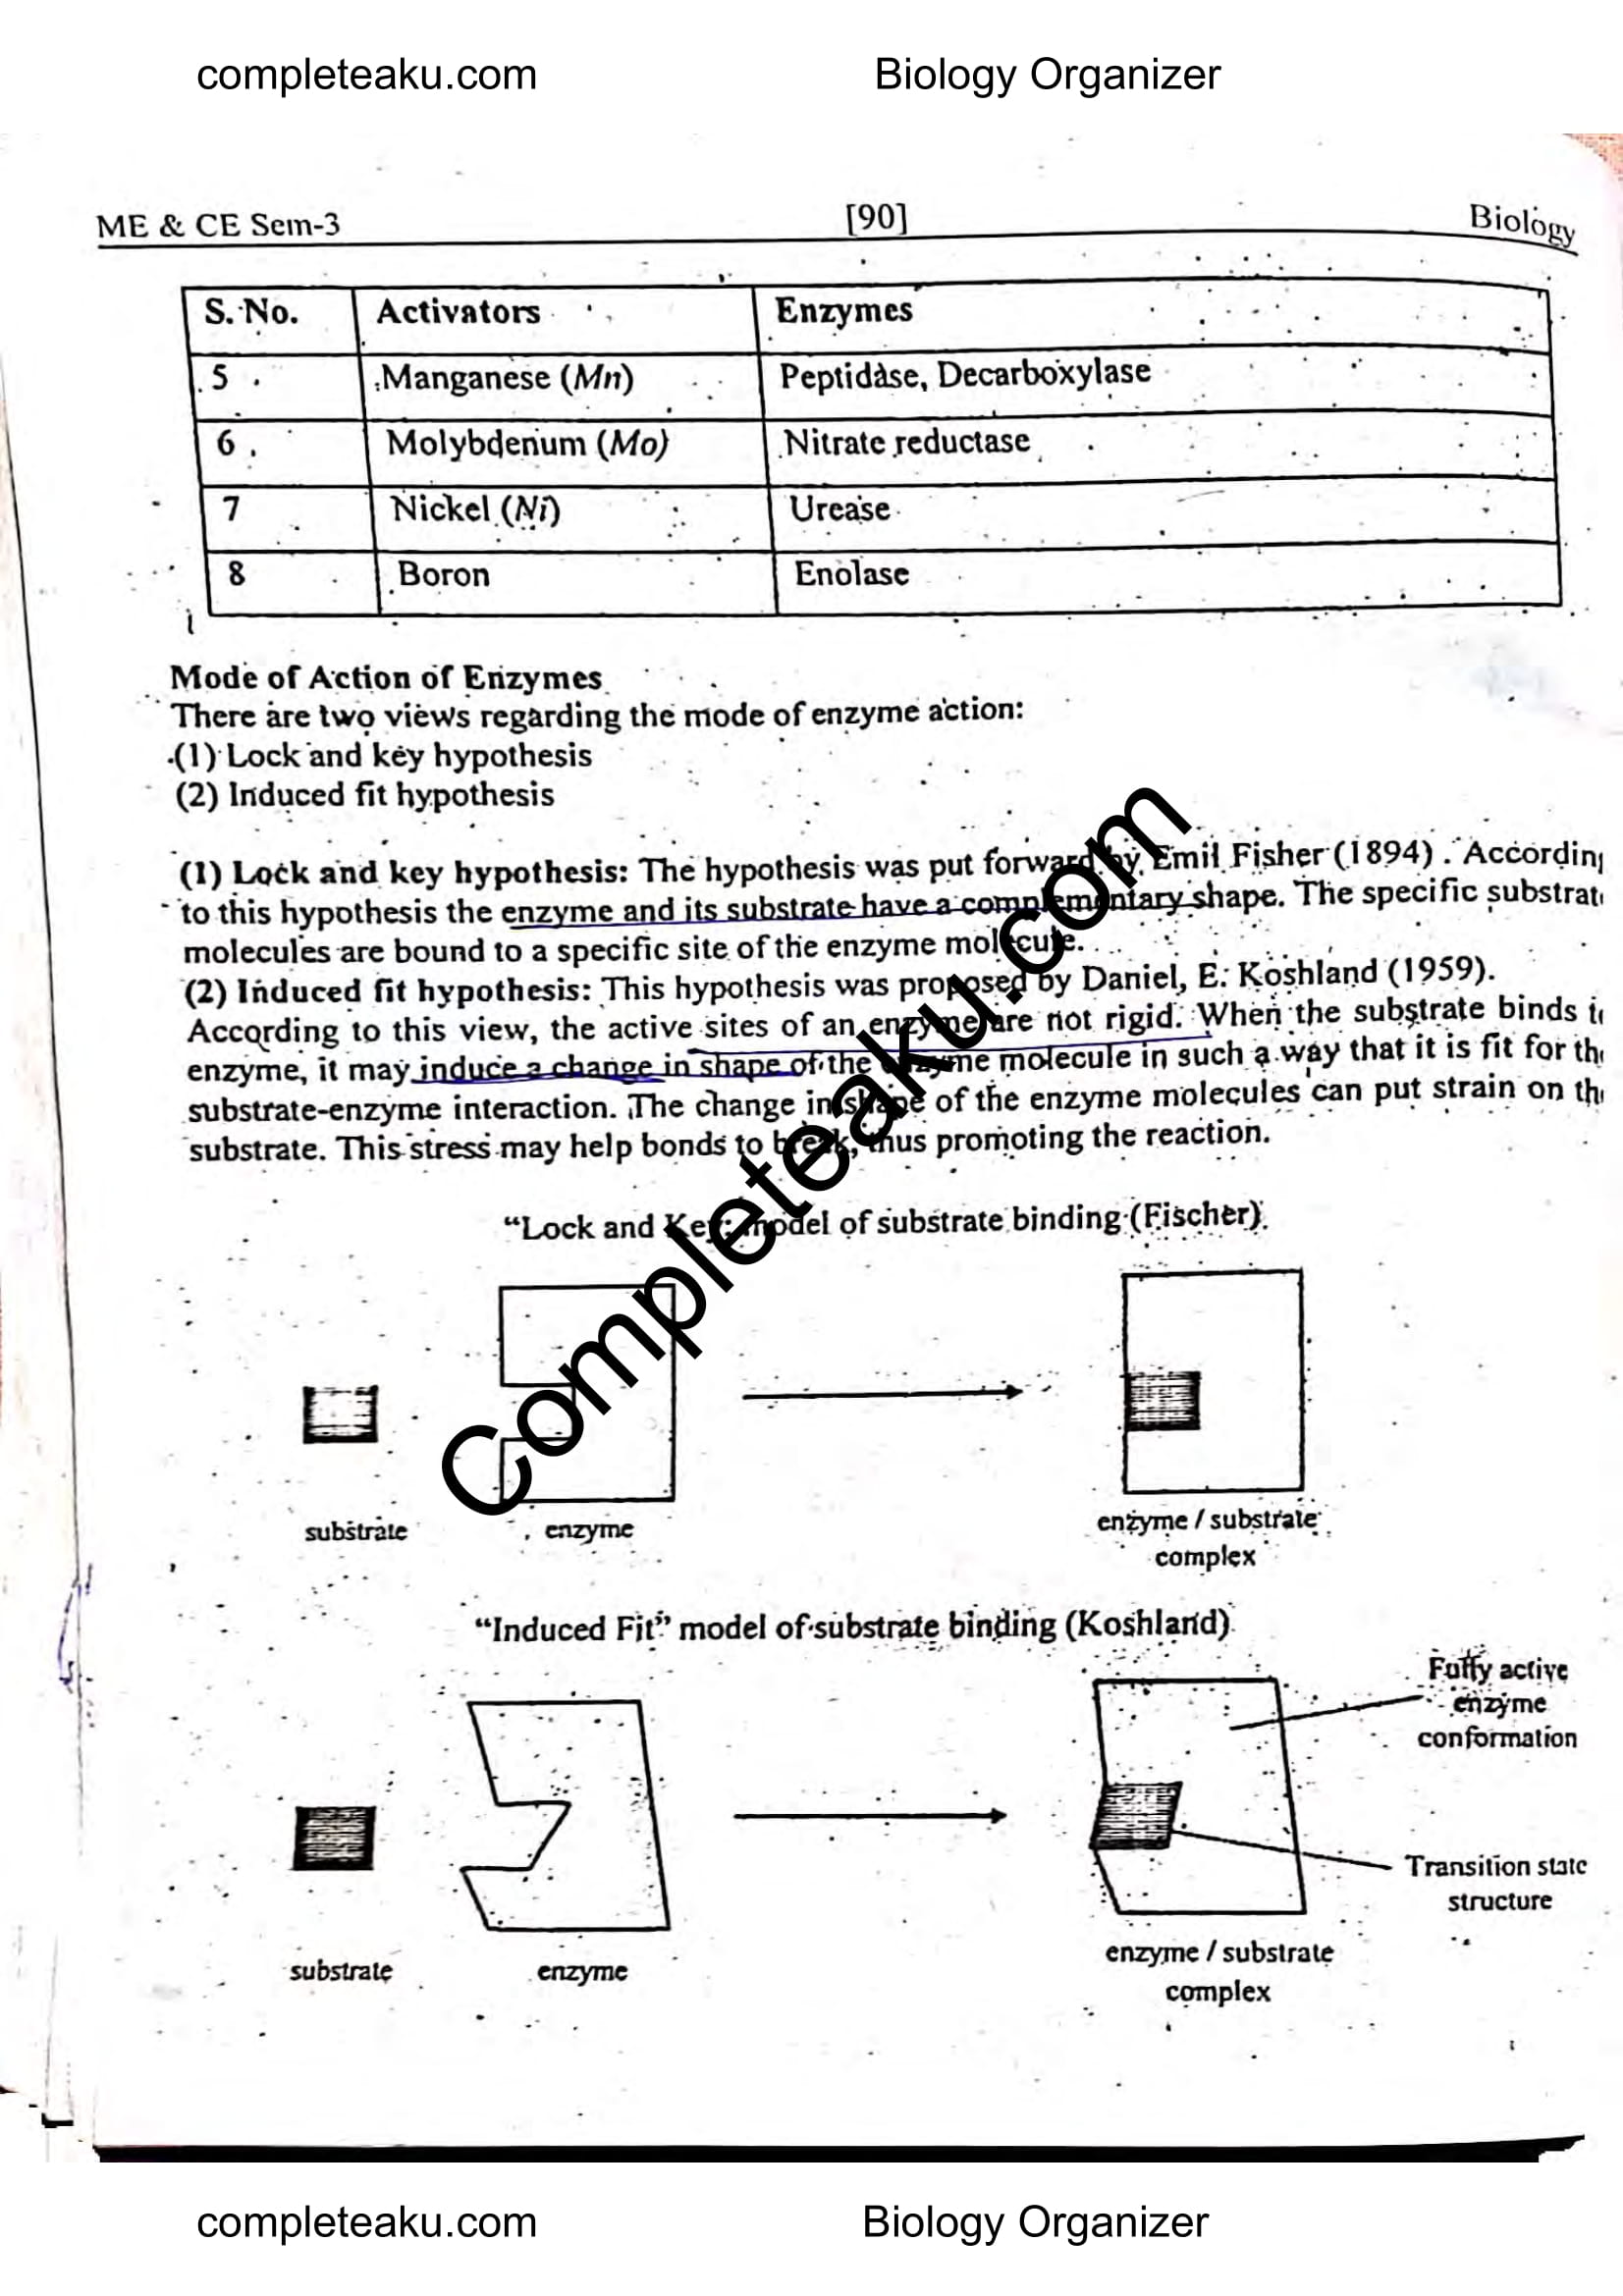 completeaku.com Biology Organizer
ME & CE Sem-3 [90] Biology
S. No. Activators Enzymes
5 Manganese (Mn) Peptidase, Decarboxylase
6 Molybdenum (Mo) Nitrate reductase
7 Nickel (Ni) Urease
8 Boron Enolase
Mode of Action of Enzymes
There are two views regarding the mode of enzyme action:
(1) Lock and key hypothesis
(2) Induced fit hypothesis
(1) Lock and key hypothesis: The hypothesis was put forward by Emil Fisher (1894). According
to this hypothesis the enzyme and its substrate have a complementary shape. The specific substrate
molecules are bound to a specific site of the enzyme molecule.
(2) Induced fit hypothesis: This hypothesis was proposed by Daniel, E. Koshland (1959).
According to this view, the active sites of an enzyme are not rigid. When the substrate binds to
enzyme, it may induce a change in shape of the enzyme molecule in such a way that it is fit for the
substrate-enzyme interaction. The change in shape of the enzyme molecules can put strain on the
substrate. This stress may help bonds to break, thus promoting the reaction.
Completeaku.com
“Lock and Key: model of substrate binding (Fischer)
substrate enzyme enzyme / substrate
complex
“Induced Fit” model of substrate binding (Koshland)
Fully active
enzyme
conformation
Transition state
structure
substrate enzyme enzyme / substrate
complex
completeaku.com Biology Organizer